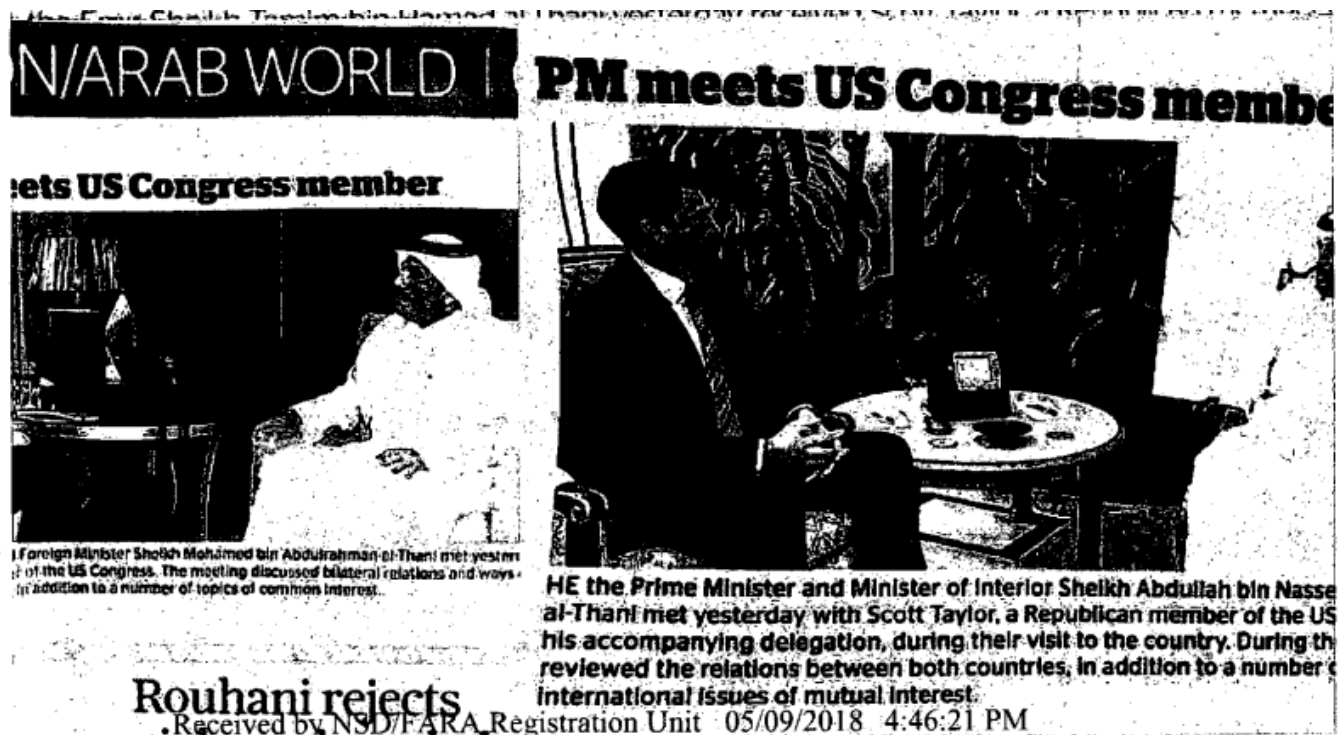 al-Thani yesterday received
N/ARAB WORLD
eets US Congress member
Foreign Minister Sheikh Mohamed bin Abdulrahman al-Thani met yester
of the US Congress. The meeting discussed bilateral relations and ways
in addition to a number of topics of common interest.
PM meets US Congress membe
HE the Prime Minister and Minister of Interior Sheikh Abdullah bin Nasse
al-Thani met yesterday with Scott Taylor, a Republican member of the US
his accompanying delegation, during their visit to the country. During th
reviewed the relations between both countries, in addition to a number
international issues of mutual interest.
Rouhani rejects
Received by NSD/FARA Registration Unit 05/09/2018 4:46:21 PM